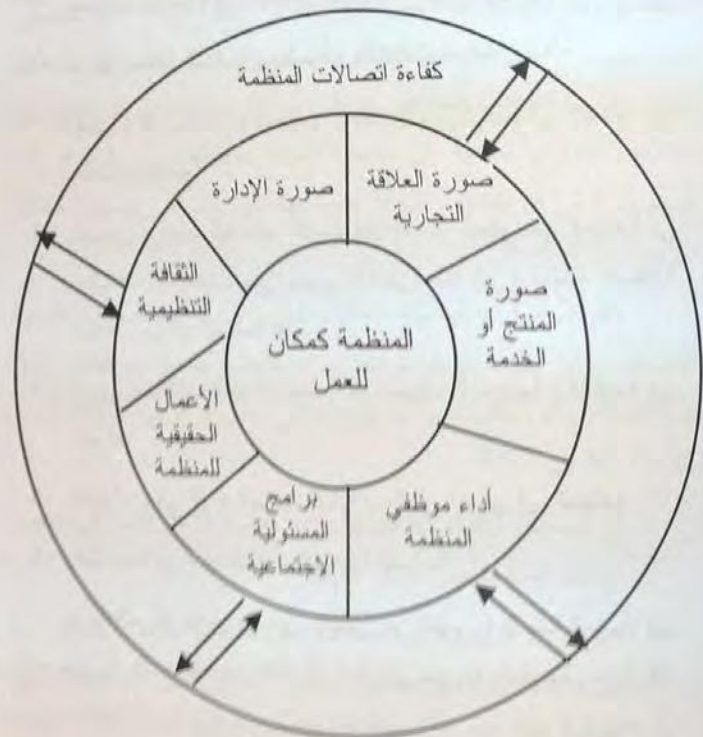 كفاءة اتصالات المنظمة
صورة العلاقة
التجارية
صورة الإدارة
صورة
المنتج أو
الخدمة
الثقافة
التنظيمية
المنظمة كمكان
للعمل
الأعمال
الحقيقية
للمنظمة
أداء موظفي
المنظمة
برامج
المسئولية
الاجتماعية